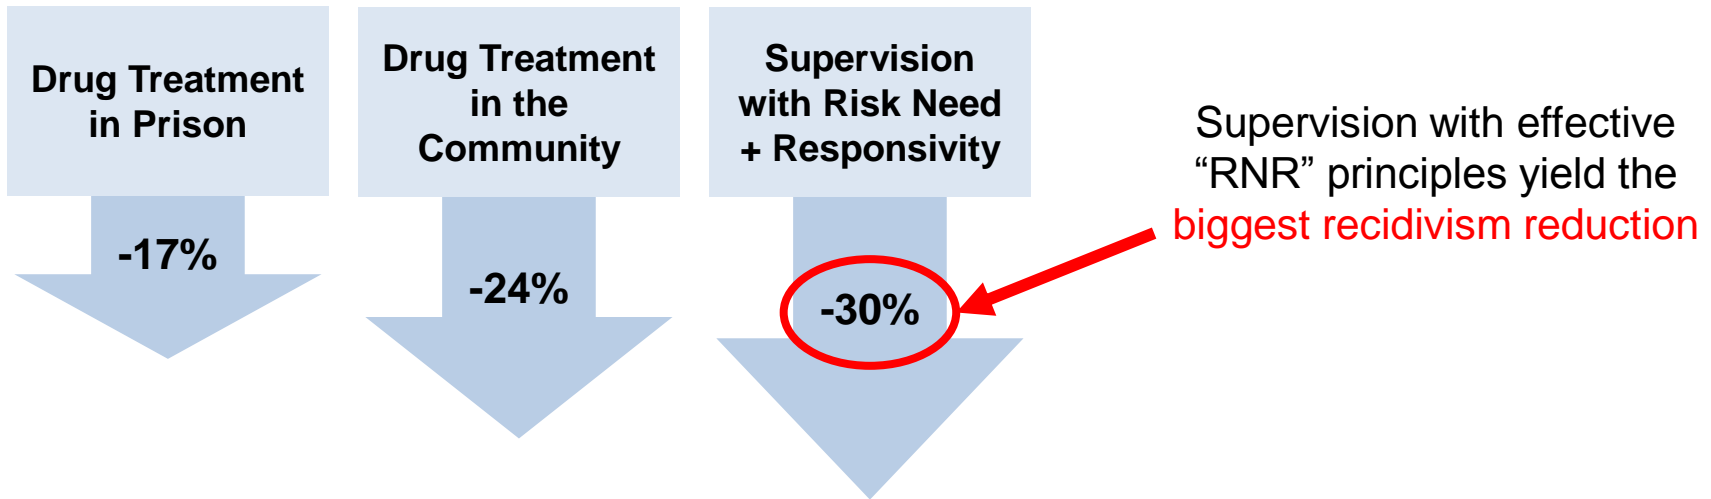 Drug Treatment
in Prison
-17%
Drug Treatment
in the
Community
-24%
Supervision
with Risk Need
+ Responsivity
-30%
Supervision with effective
“RNR” principles yield the
biggest recidivism reduction